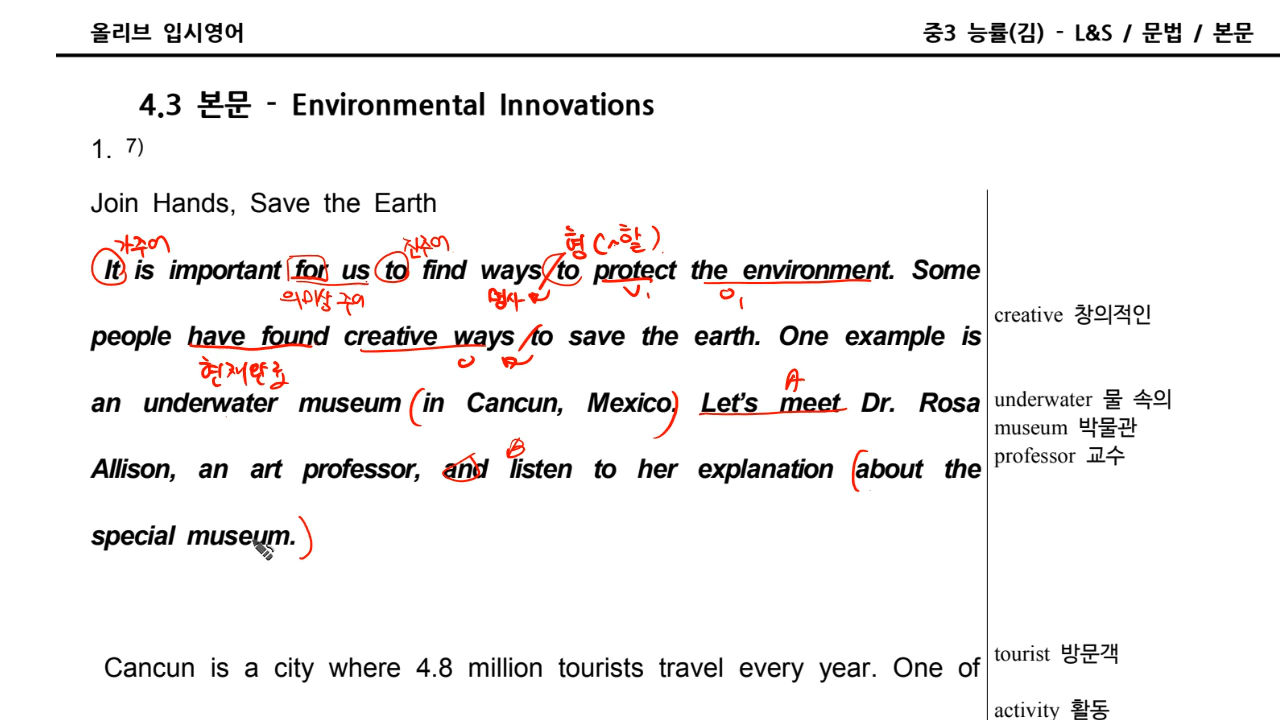 올리브 입시영어
중3 능률(김) - L&S / 문법 / 본문
4.3 본문 - Environmental Innovations
1. 7)
Join Hands, Save the Earth
가주어 진주어 형(~할)
It is important for us to find ways to protect the environment. Some
의미상 주어 명사 V1 O1
creative 창의적인
people have found creative ways to save the earth. One example is
현재완료 O
A
an underwater museum (in Cancun, Mexico.) Let's meet Dr. Rosa
underwater 물 속의
museum 박물관
B
Allison, an art professor, and listen to her explanation (about the
professor 교수
special museum.)
Cancun is a city where 4.8 million tourists travel every year. One of
tourist 방문객
activity 활동